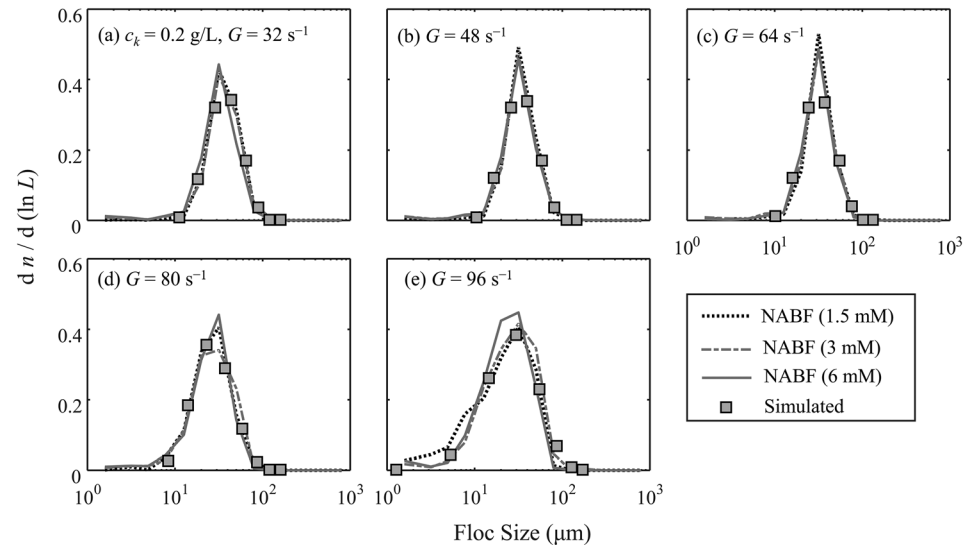 (a) cₖ = 0.2 g/L, G = 32 s⁻¹
(b) G = 48 s⁻¹
(c) G = 64 s⁻¹
0.6
0.4
0.2
0
10⁰ 10¹ 10² 10³
d n / d (ln L)
(d) G = 80 s⁻¹
(e) G = 96 s⁻¹
0.6
0.4
0.2
0
10⁰ 10¹ 10² 10³
10⁰ 10¹ 10² 10³
Floc Size (μm)
NABF (1.5 mM)
NABF (3 mM)
NABF (6 mM)
Simulated